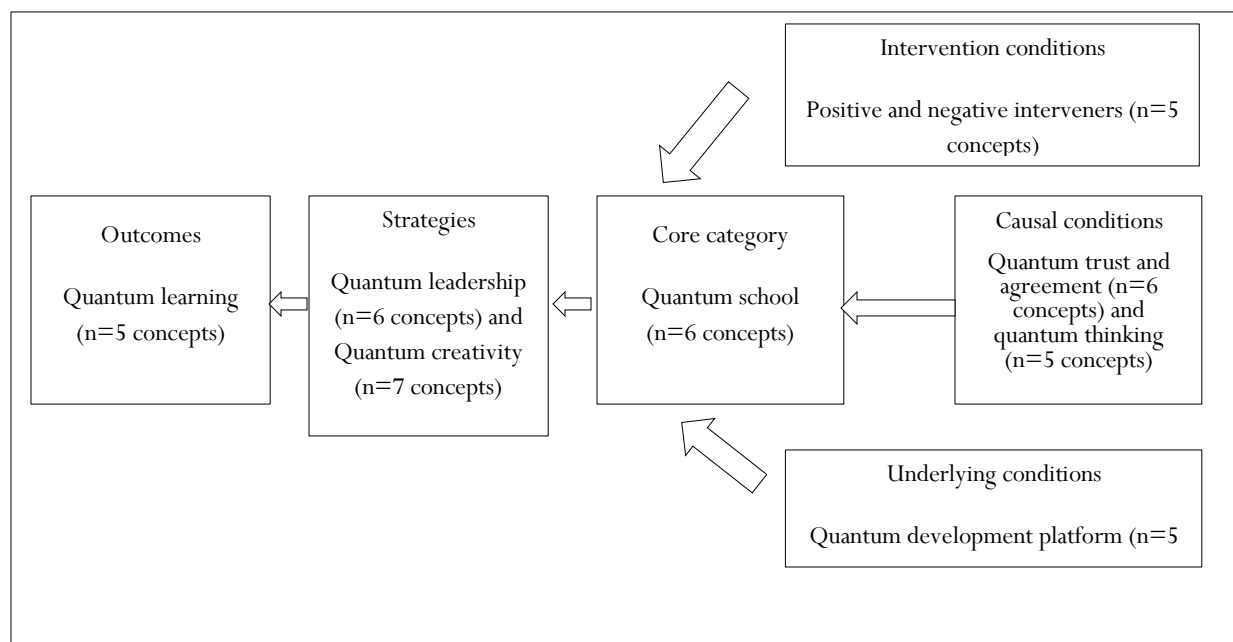 Intervention conditions
Positive and negative interveners (n=5
concepts)
Outcomes
Quantum learning
(n=5 concepts)
Strategies
Quantum leadership
(n=6 concepts) and
Quantum creativity
(n=7 concepts)
Core category
Quantum school
(n=6 concepts)
Causal conditions
Quantum trust and
agreement (n=6
concepts) and
quantum thinking
(n=5 concepts)
Underlying conditions
Quantum development platform (n=5